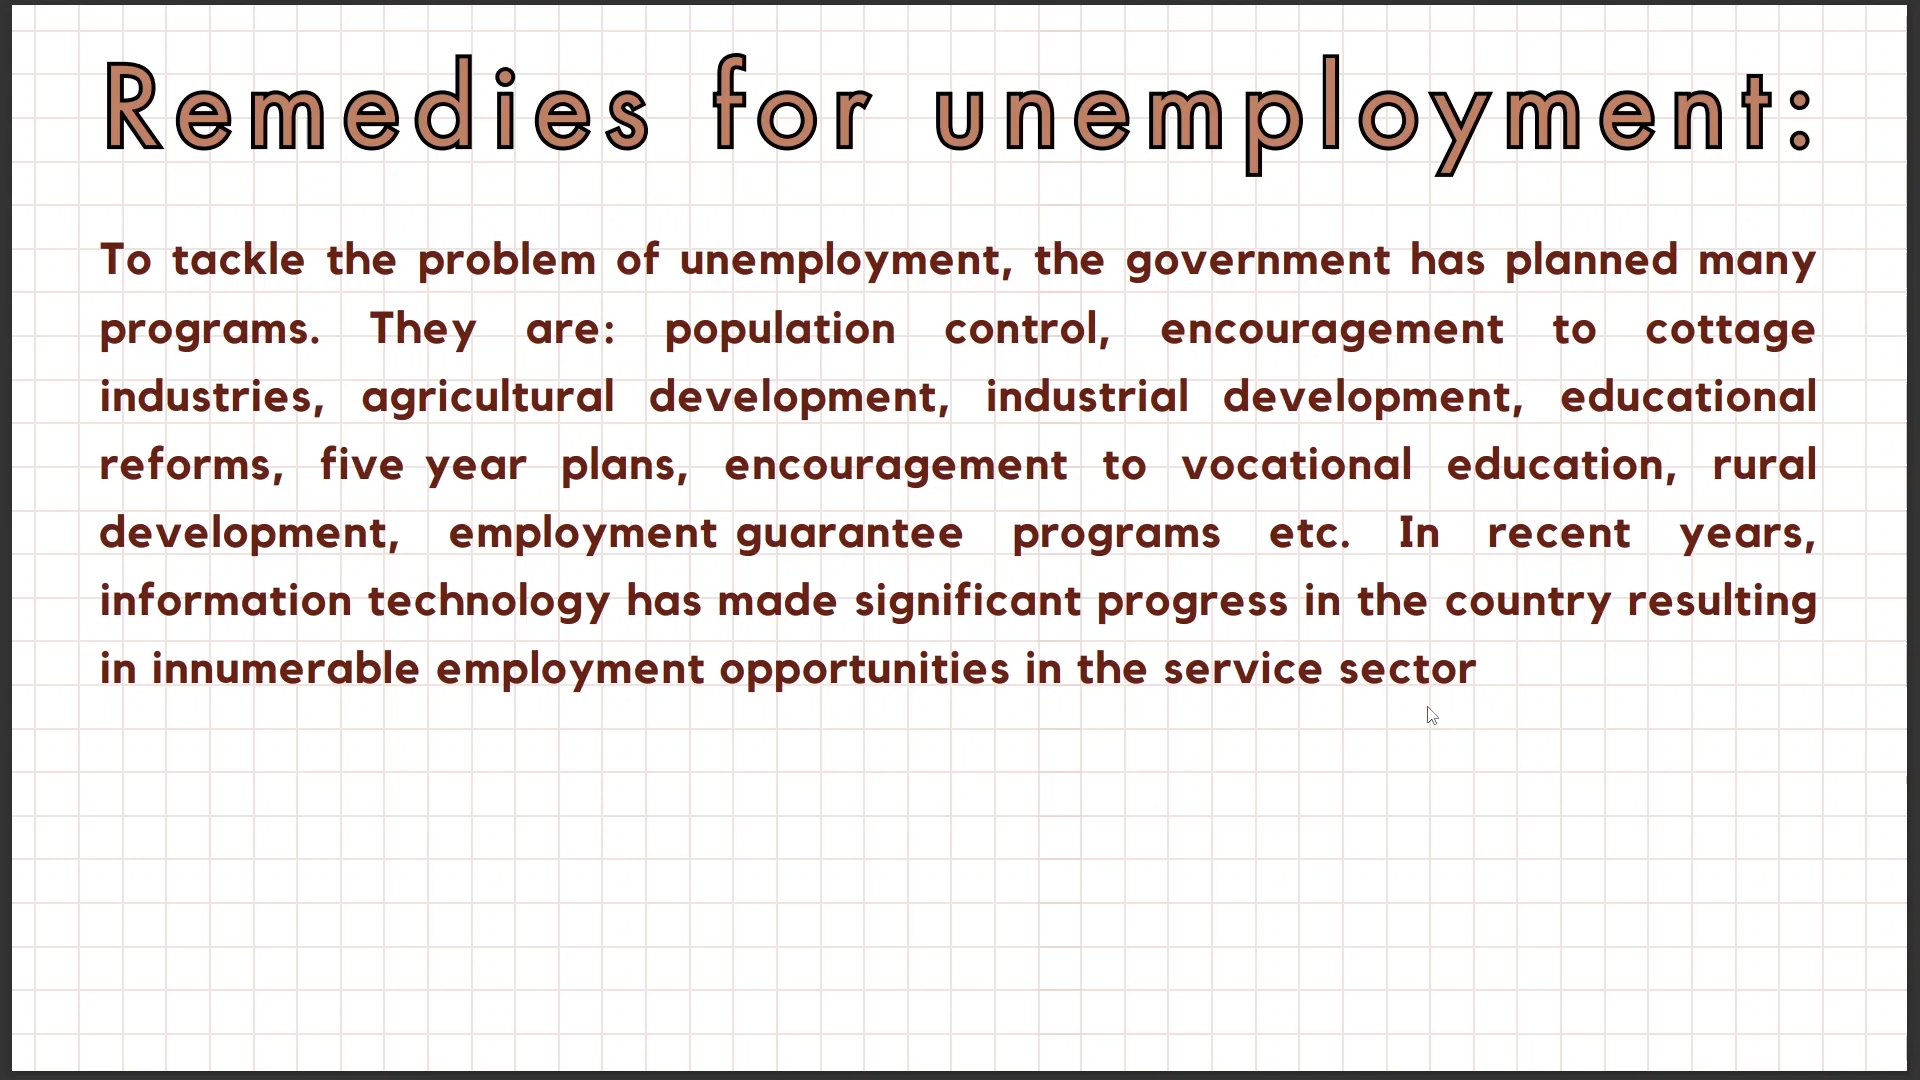 Remedies for unemployment:
To tackle the problem of unemployment, the government has planned many
programs. They are: population control, encouragement to cottage
industries, agricultural development, industrial development, educational
reforms, five year plans, encouragement to vocational education, rural
development, employment guarantee programs etc. In recent years,
information technology has made significant progress in the country resulting
in innumerable employment opportunities in the service sector